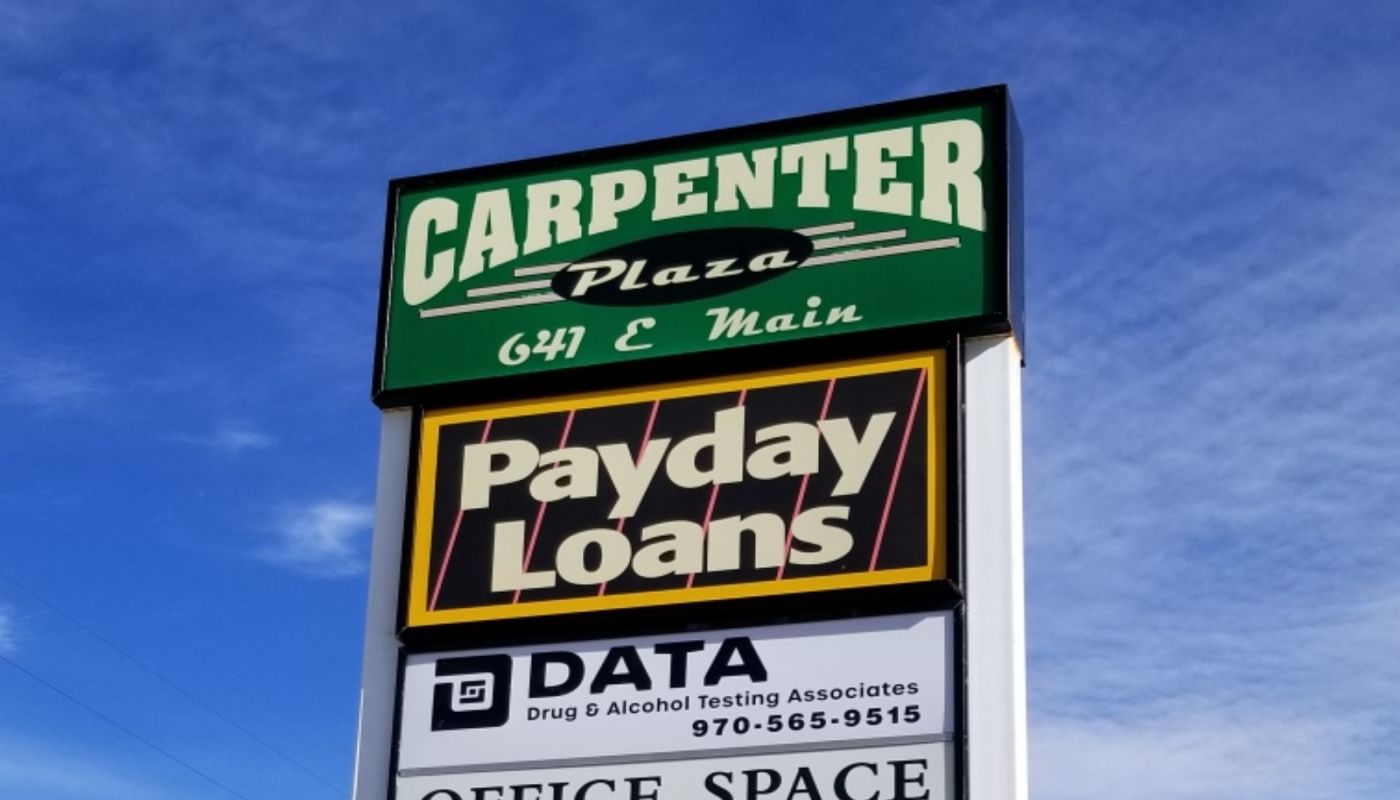 CARPENTER
Plaza
641 E Main
Payday
Loans
DATA
Drug & Alcohol Testing Associates
970-565-9515
OFFICE SPACE